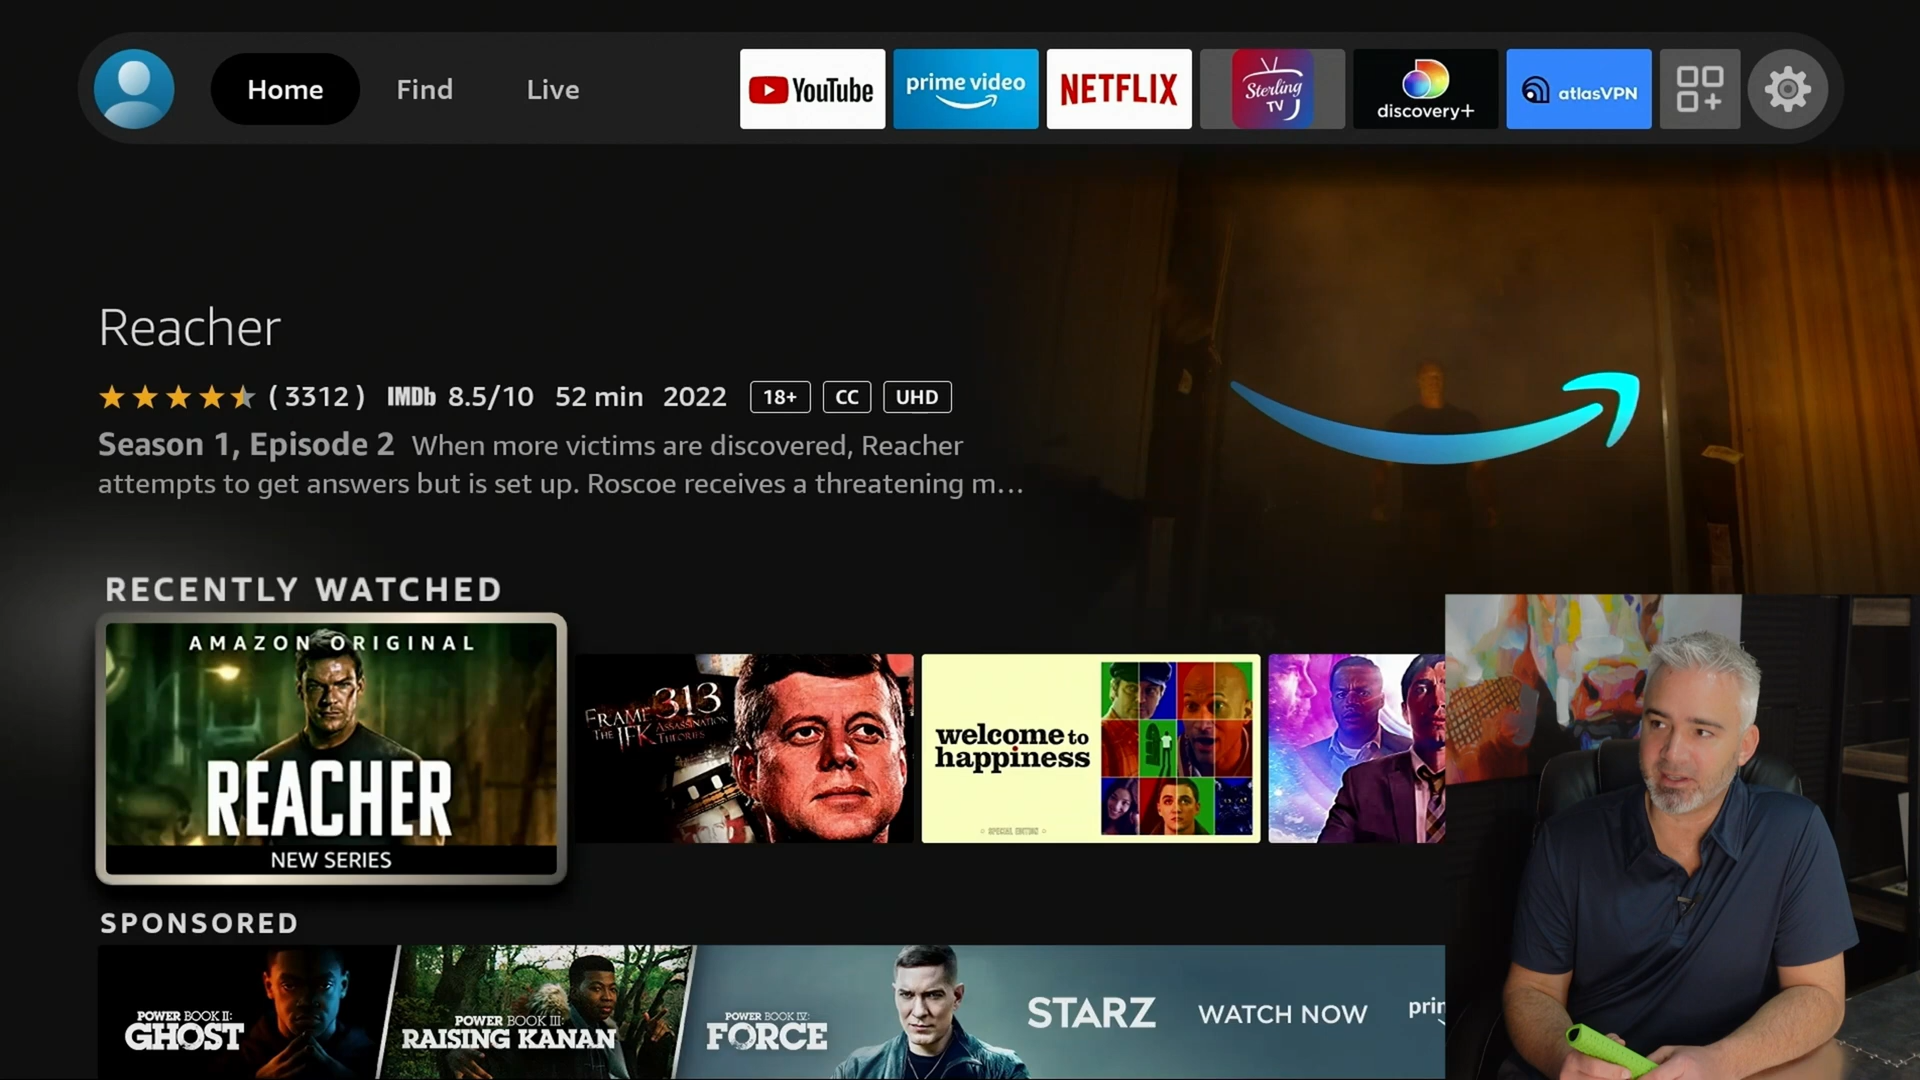 Home
Find
Live
YouTube
prime video
NETFLIX
Sterling
TV
discovery+
atlasVPN
Reacher
( 3312 ) IMDb 8.5/10 52 min 2022 18+ CC UHD
Season 1, Episode 2 When more victims are discovered, Reacher
attempts to get answers but is set up. Roscoe receives a threatening m...
RECENTLY WATCHED
AMAZON ORIGINAL
REACHER
NEW SERIES
FRAME 313
THE JFK ASSASSINATION
THEORIES
welcome to
happiness
SPECIAL EDITION
SPONSORED
POWER BOOK II:
GHOST
POWER BOOK III:
RAISING KANAN
POWER BOOK IV:
FORCE
STARZ
WATCH NOW
prin